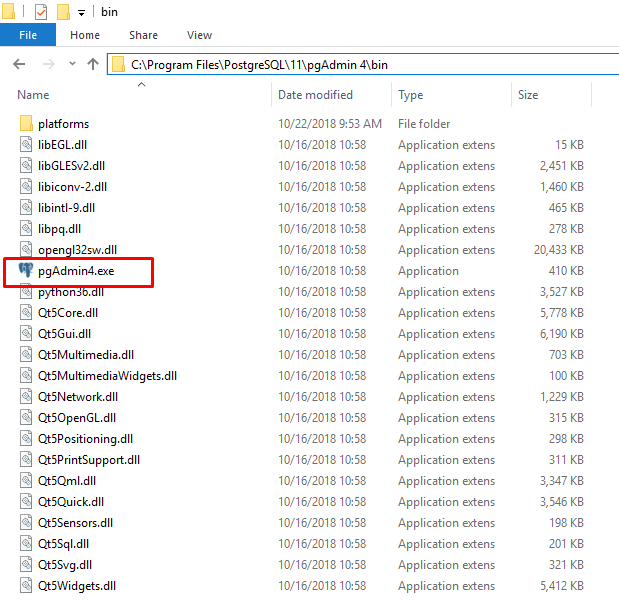 bin
File Home Share View
C:\Program Files\PostgreSQL\11\pgAdmin 4\bin
Name Date modified Type Size
platforms 10/22/2018 9:53 AM File folder
libEGL.dll 10/16/2018 10:58 Application extens 15 KB
libGLESv2.dll 10/16/2018 10:58 Application extens 2,451 KB
libiconv-2.dll 10/16/2018 10:58 Application extens 1,460 KB
libintl-9.dll 10/16/2018 10:58 Application extens 465 KB
libpq.dll 10/16/2018 10:58 Application extens 278 KB
opengl32sw.dll 10/16/2018 10:58 Application extens 20,433 KB
pgAdmin4.exe 10/16/2018 10:58 Application 410 KB
python36.dll 10/16/2018 10:58 Application extens 3,527 KB
Qt5Core.dll 10/16/2018 10:58 Application extens 5,778 KB
Qt5Gui.dll 10/16/2018 10:58 Application extens 6,190 KB
Qt5Multimedia.dll 10/16/2018 10:58 Application extens 703 KB
Qt5MultimediaWidgets.dll 10/16/2018 10:58 Application extens 100 KB
Qt5Network.dll 10/16/2018 10:58 Application extens 1,229 KB
Qt5OpenGL.dll 10/16/2018 10:58 Application extens 315 KB
Qt5Positioning.dll 10/16/2018 10:58 Application extens 298 KB
Qt5PrintSupport.dll 10/16/2018 10:58 Application extens 311 KB
Qt5Qml.dll 10/16/2018 10:58 Application extens 3,347 KB
Qt5Quick.dll 10/16/2018 10:58 Application extens 3,546 KB
Qt5Sensors.dll 10/16/2018 10:58 Application extens 198 KB
Qt5Sql.dll 10/16/2018 10:58 Application extens 201 KB
Qt5Svg.dll 10/16/2018 10:58 Application extens 321 KB
Qt5Widgets.dll 10/16/2018 10:58 Application extens 5,412 KB